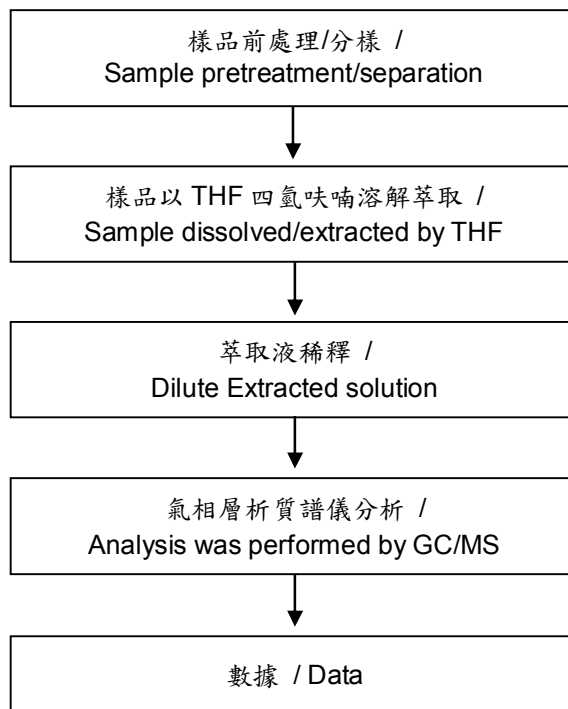 樣品前處理/分樣 /
Sample pretreatment/separation
樣品以 THF 四氫呋喃溶解萃取 /
Sample dissolved/extracted by THF
萃取液稀釋 /
Dilute Extracted solution
氣相層析質譜儀分析 /
Analysis was performed by GC/MS
數據 / Data